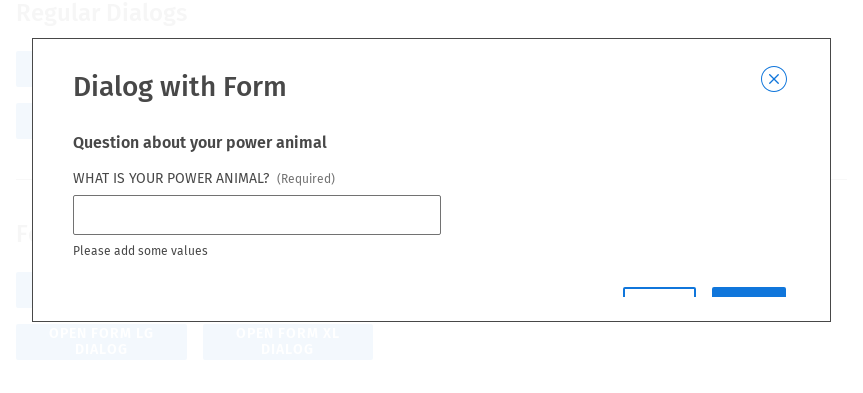 Regular Dialogs
Dialog with Form
Question about your power animal
WHAT IS YOUR POWER ANIMAL? (Required)
Please add some values
OPEN FORM LG
DIALOG
OPEN FORM XL
DIALOG